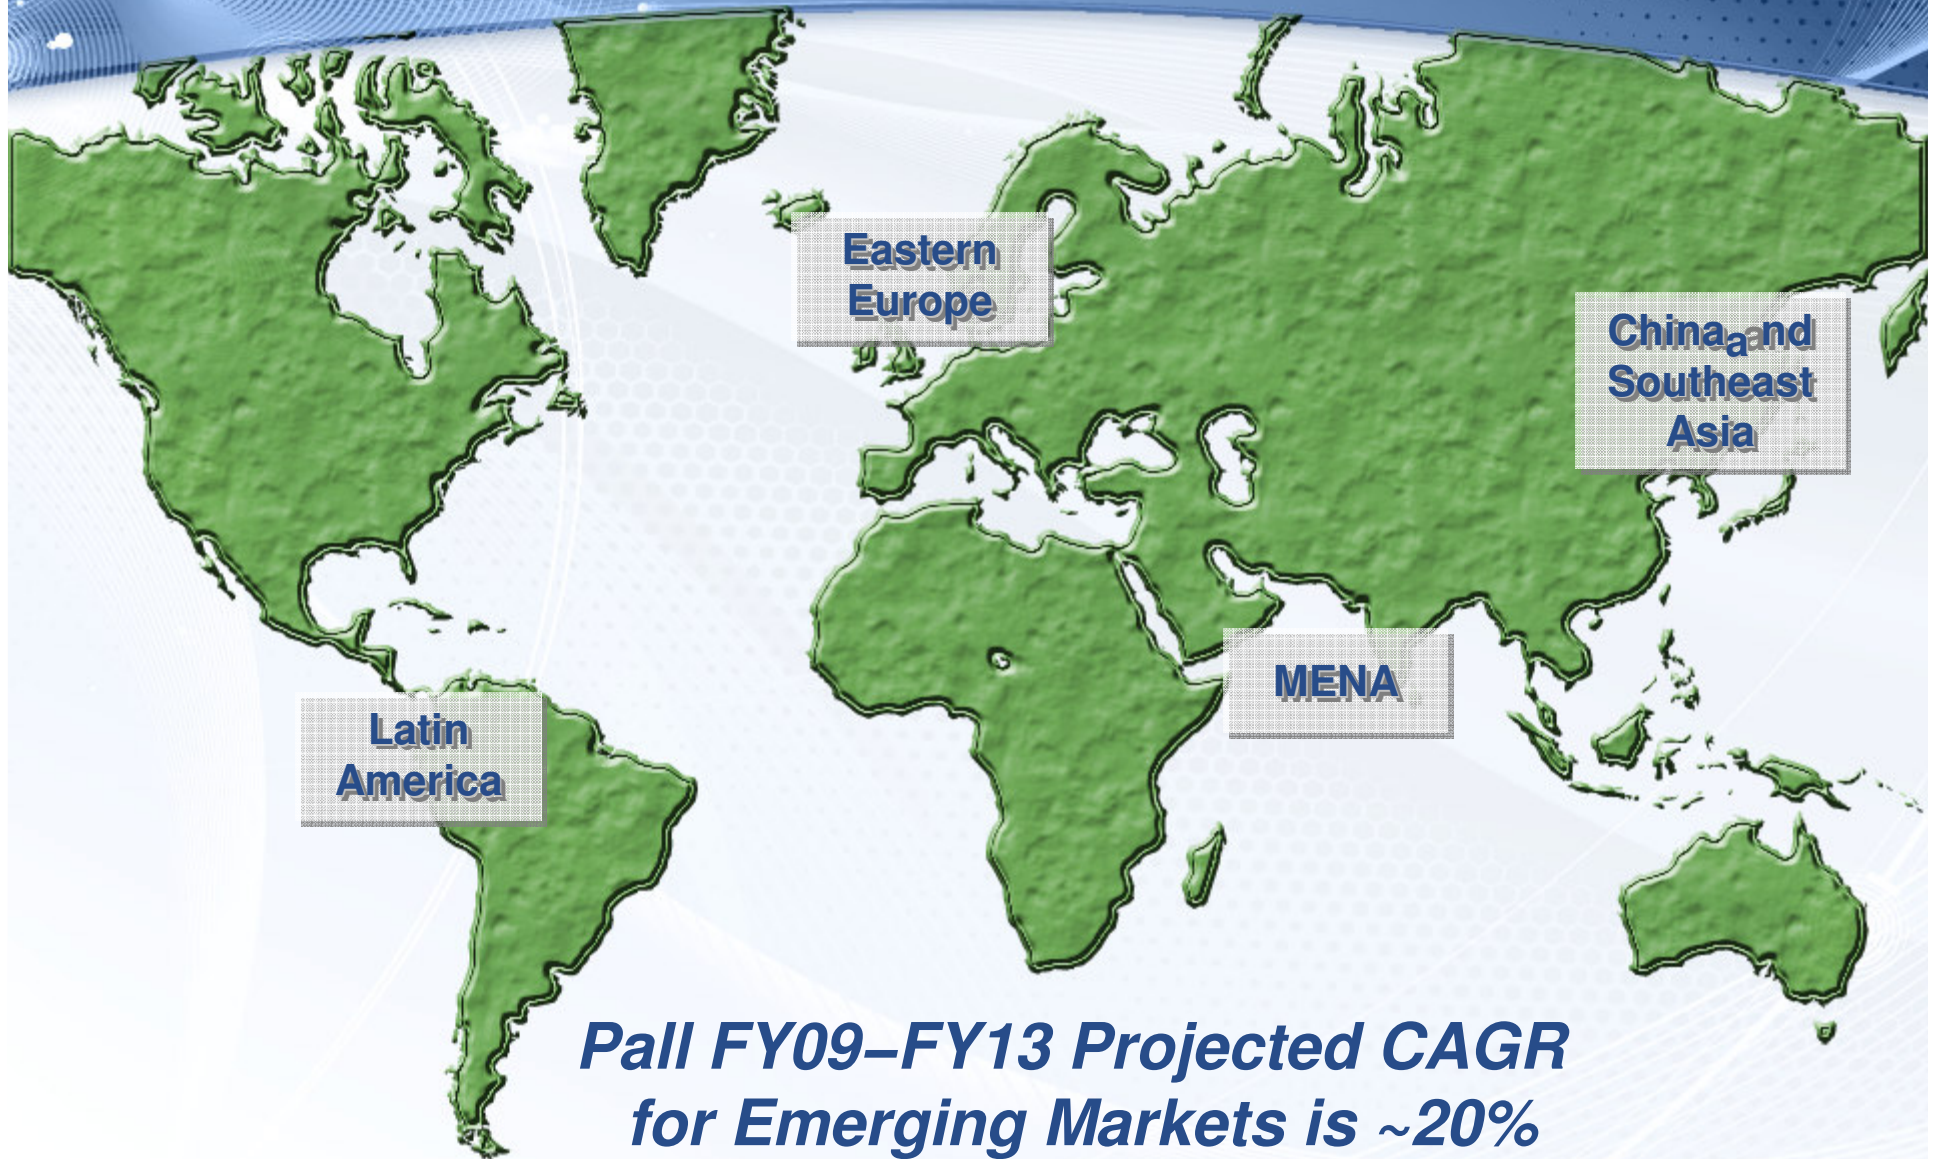 Eastern
Europe
China and
Southeast
Asia
MENA
Latin
America
Pall FY09–FY13 Projected CAGR
for Emerging Markets is ~20%